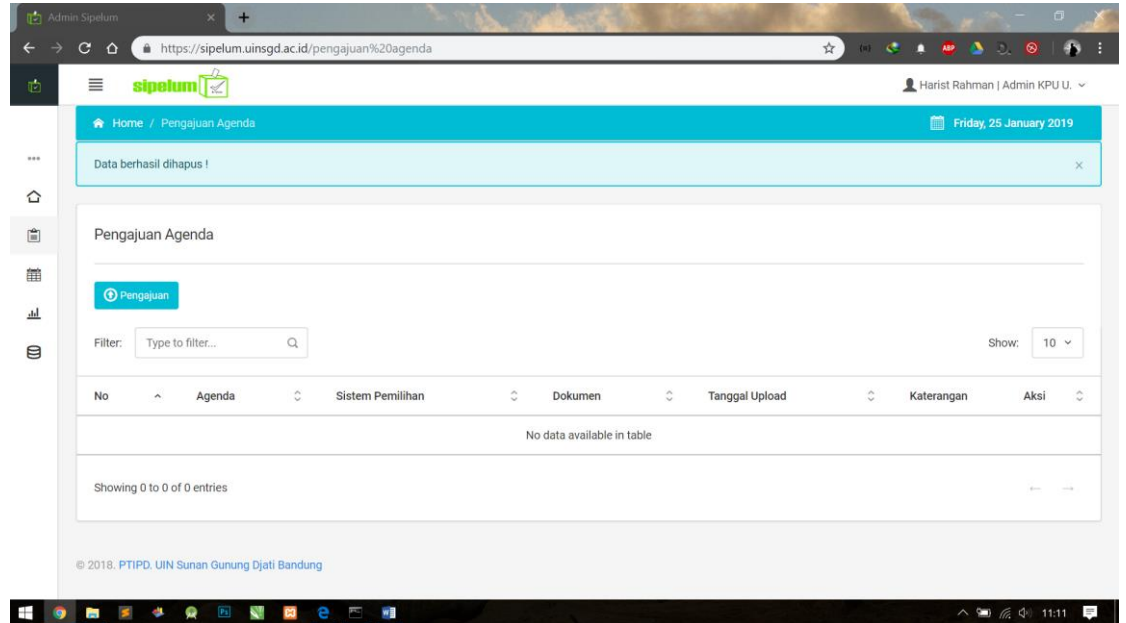 Admin Sipelum
https://sipelum.uinsgd.ac.id/pengajuan%20agenda
ABP
sipelum
Harist Rahman | Admin KPU U.
Home / Pengajuan Agenda
Friday, 25 January 2019
Data berhasil dihapus !
Pengajuan Agenda
Pengajuan
Filter: Type to filter...
Show: 10
No Agenda Sistem Pemilihan Dokumen Tanggal Upload Katerangan Aksi
No data available in table
Showing 0 to 0 of 0 entries
© 2018. PTIPD. UIN Sunan Gunung Djati Bandung
Ps
11:11